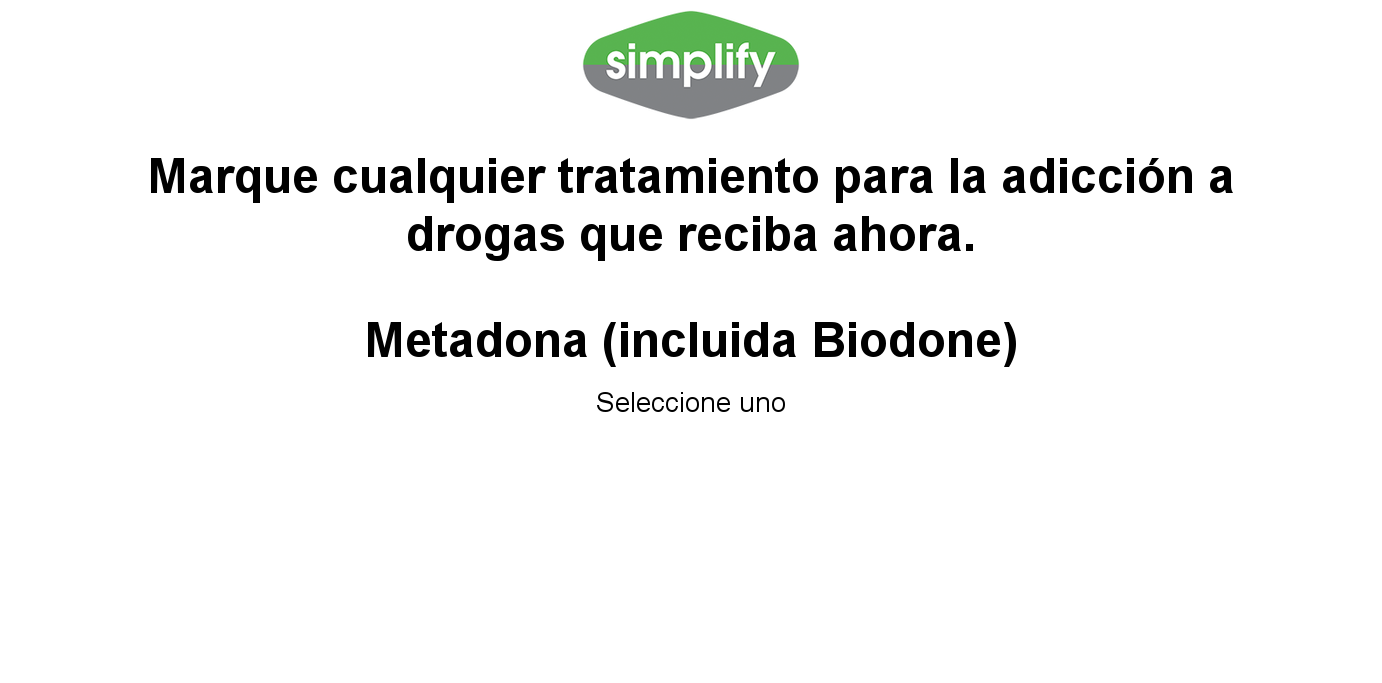 simplify
Marque cualquier tratamiento para la adicción a
drogas que reciba ahora.
Metadona (incluida Biodone)
Seleccione uno